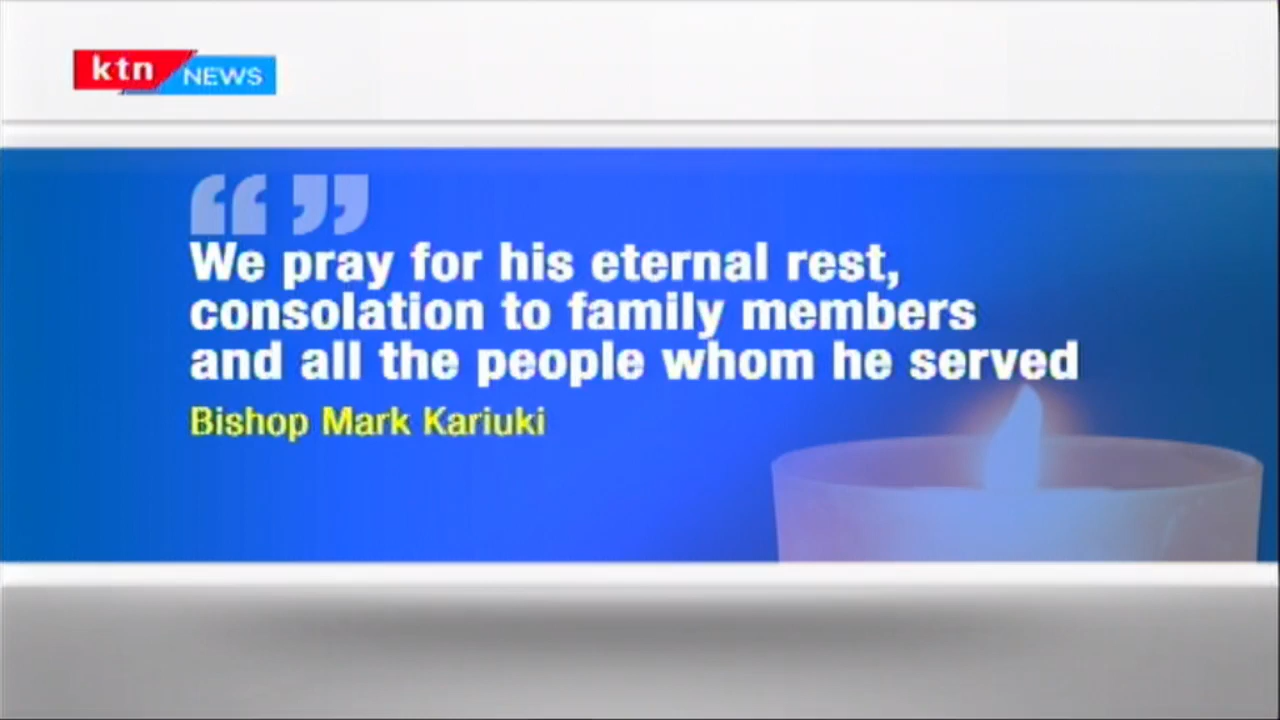 ktn NEWS
“ ”
We pray for his eternal rest,
consolation to family members
and all the people whom he served
Bishop Mark Kariuki